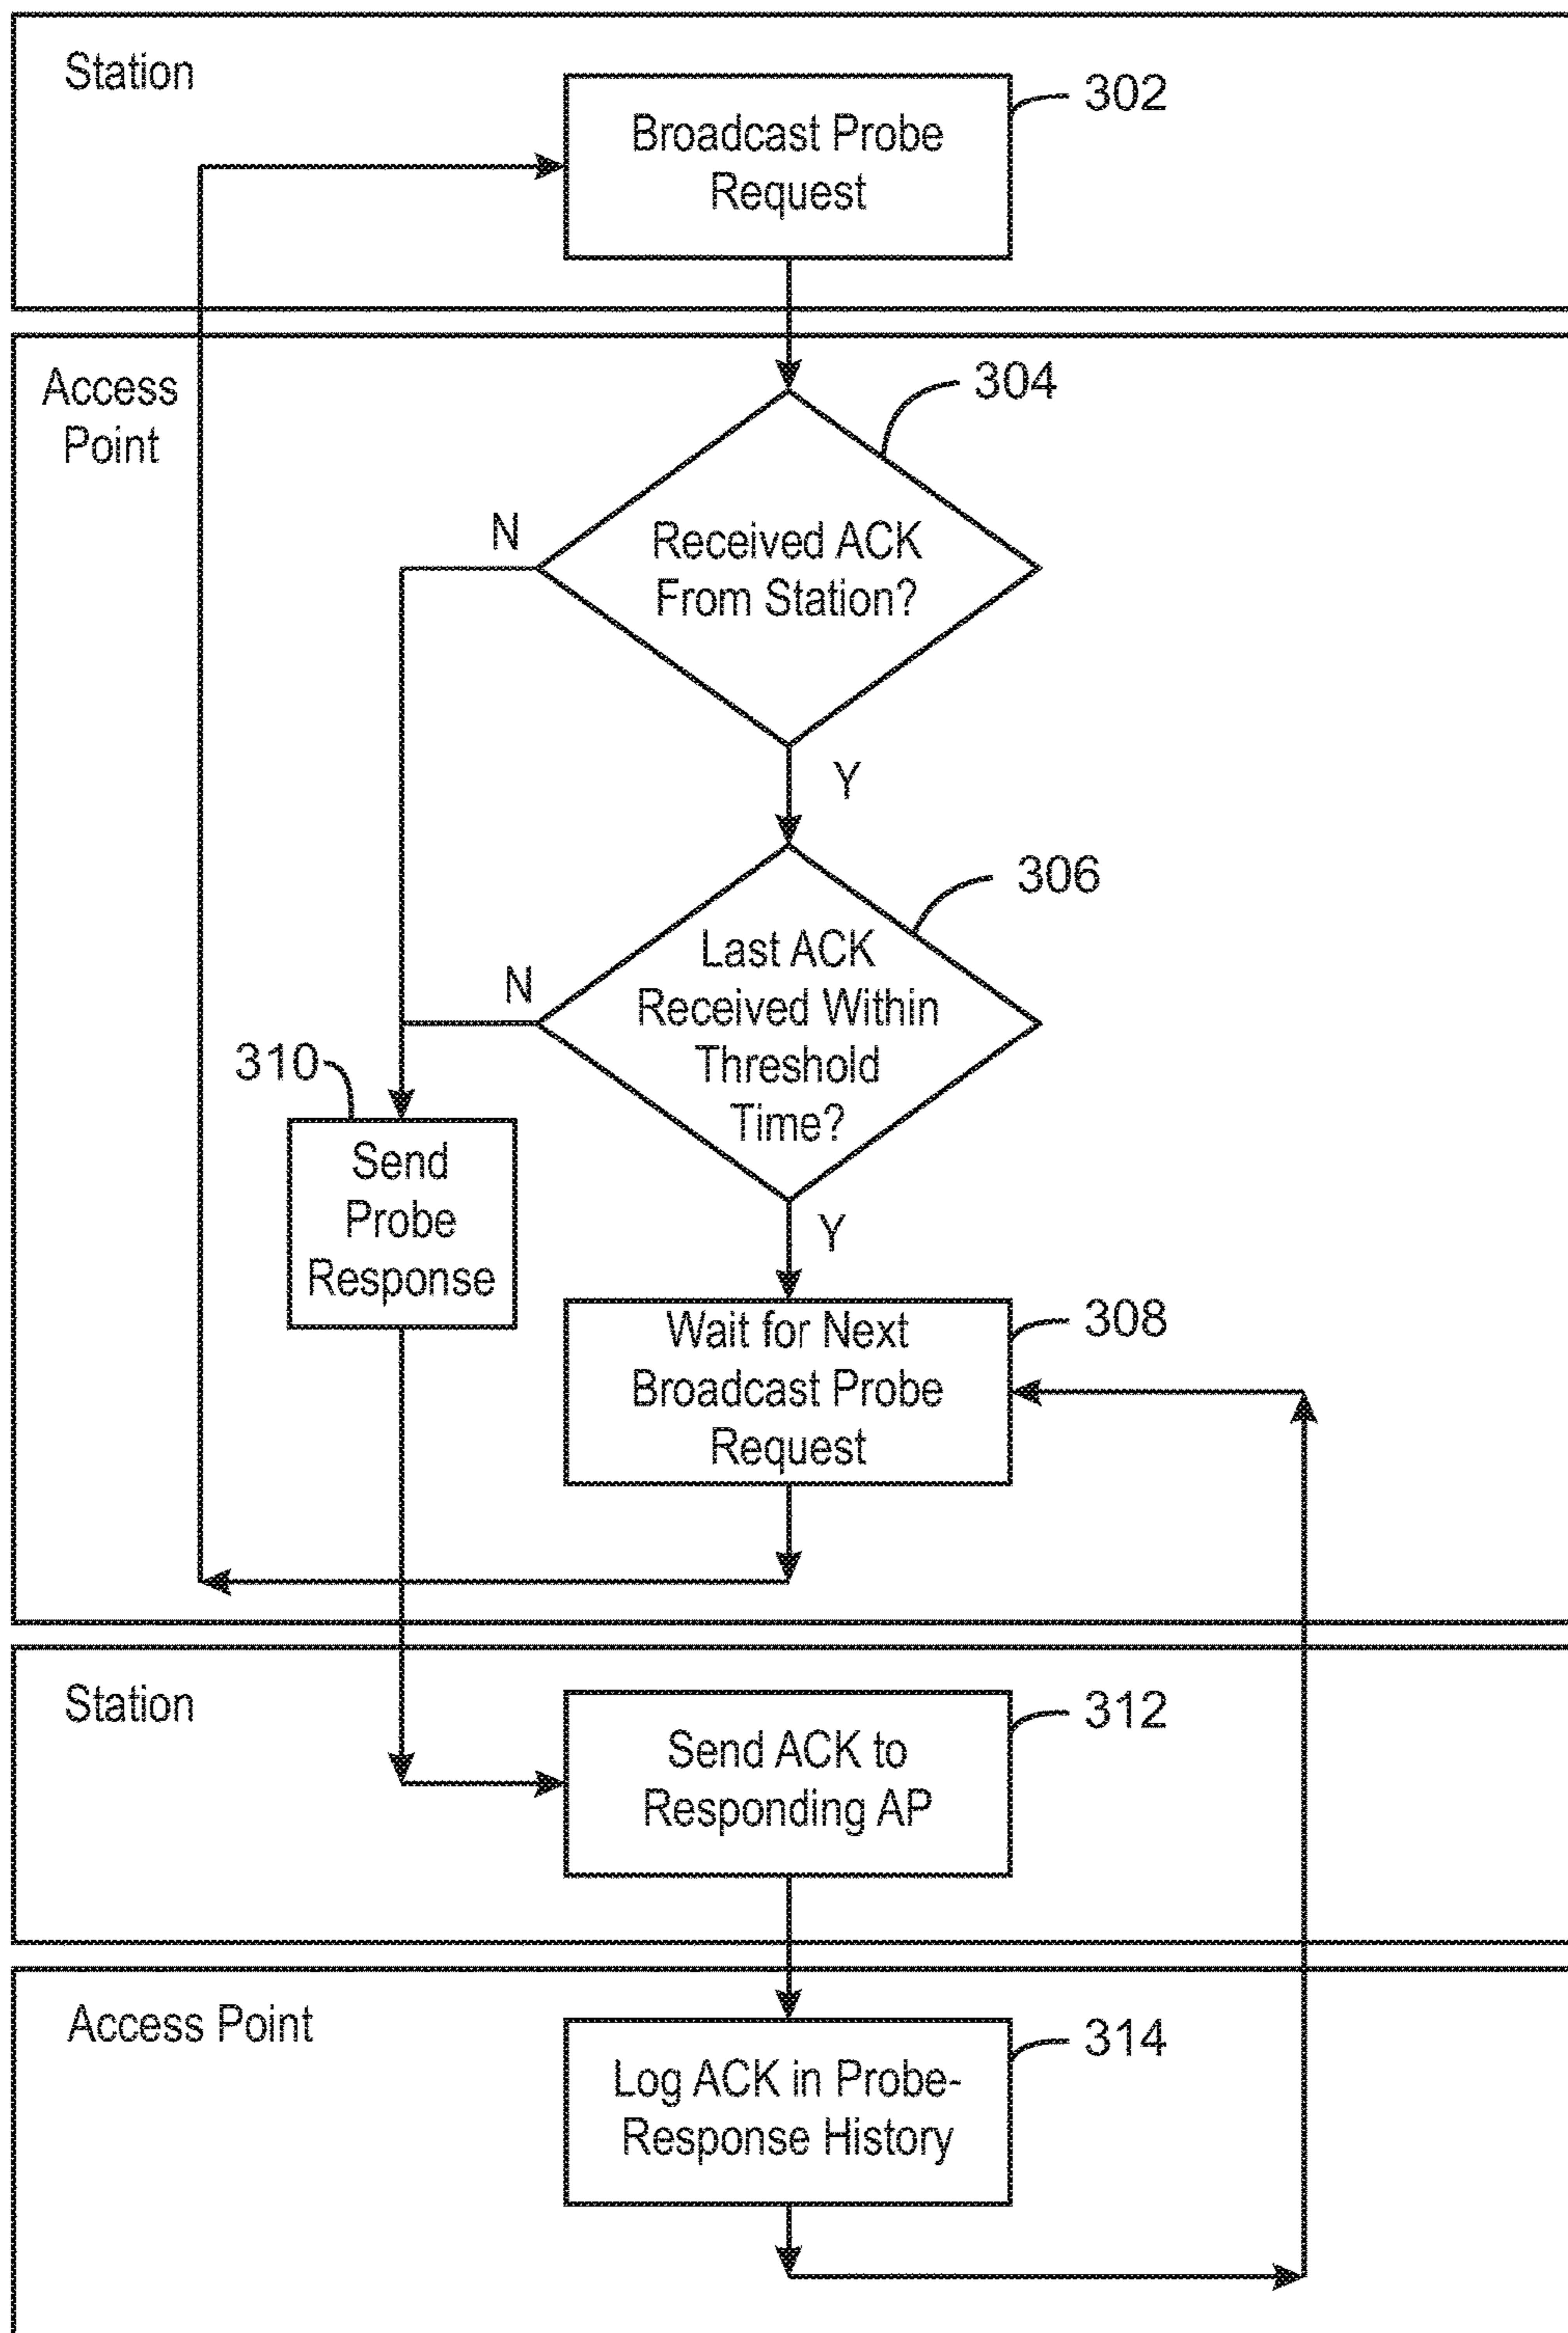 Station
Broadcast Probe
Request
302
Access
Point
304
N
Received ACK
From Station?
Y
306
N
Last ACK
Received Within
Threshold
Time?
310
Send
Probe
Response
Y
Wait for Next
Broadcast Probe
Request
308
Station
Send ACK to
Responding AP
312
Access Point
Log ACK in Probe-
Response History
314